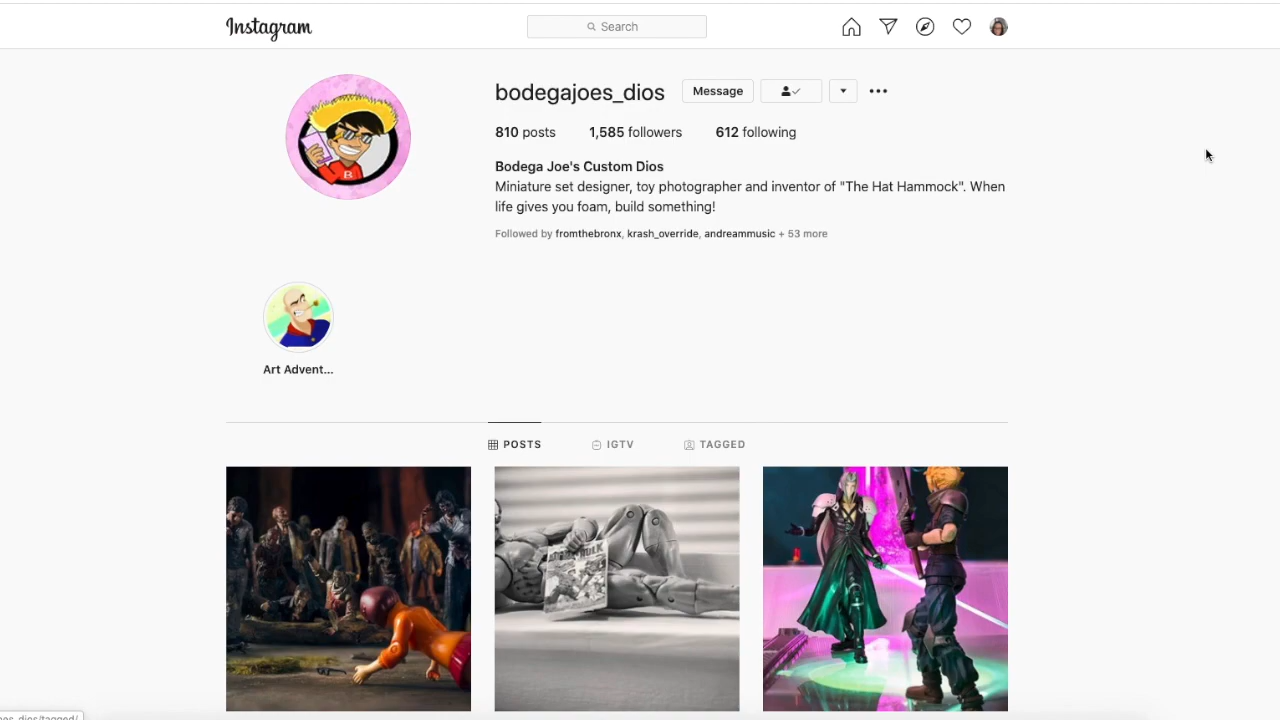 Instagram
Search
bodegajoes_dios
Message
810 posts 1,585 followers 612 following
Bodega Joe's Custom Dios
Miniature set designer, toy photographer and inventor of "The Hat Hammock". When
life gives you foam, build something!
Followed by fromthebronx, krash_override, andreammusic + 53 more
B
Art Advent...
POSTS IGTV TAGGED
HULK